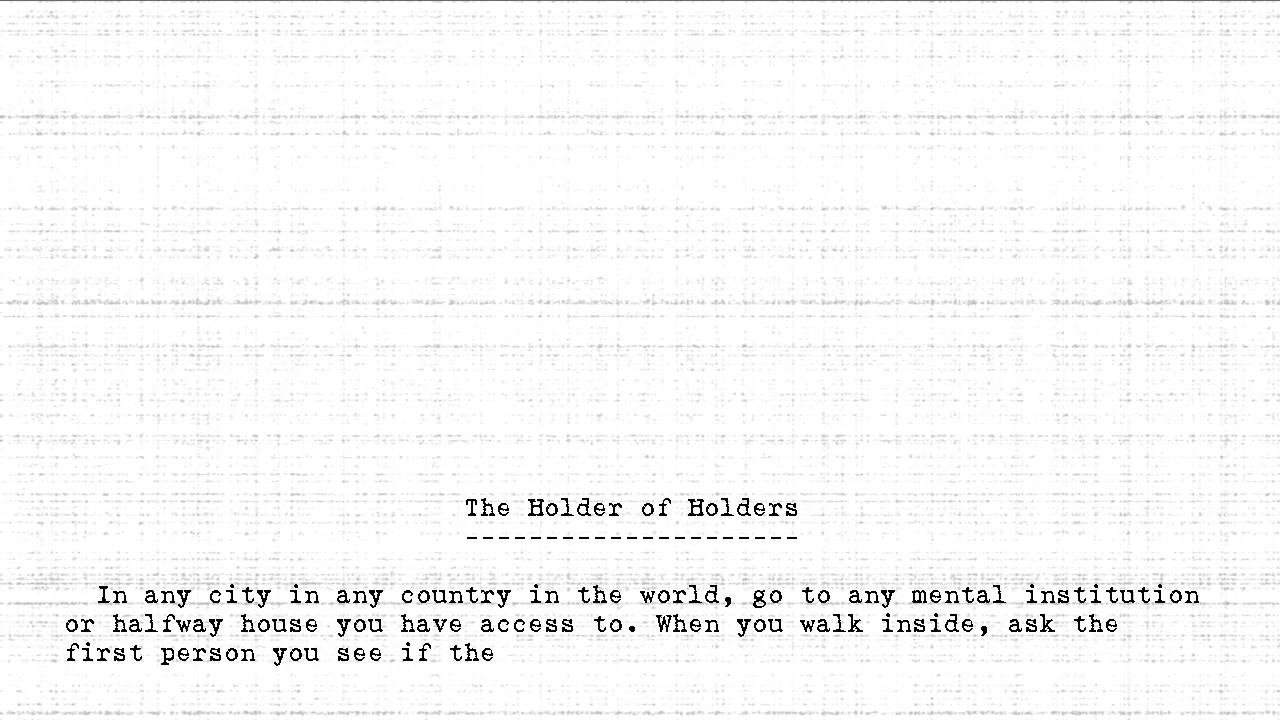 The Holder of Holders
---------------------
In any city in any country in the world, go to any mental institution
or halfway house you have access to. When you walk inside, ask the
first person you see if the